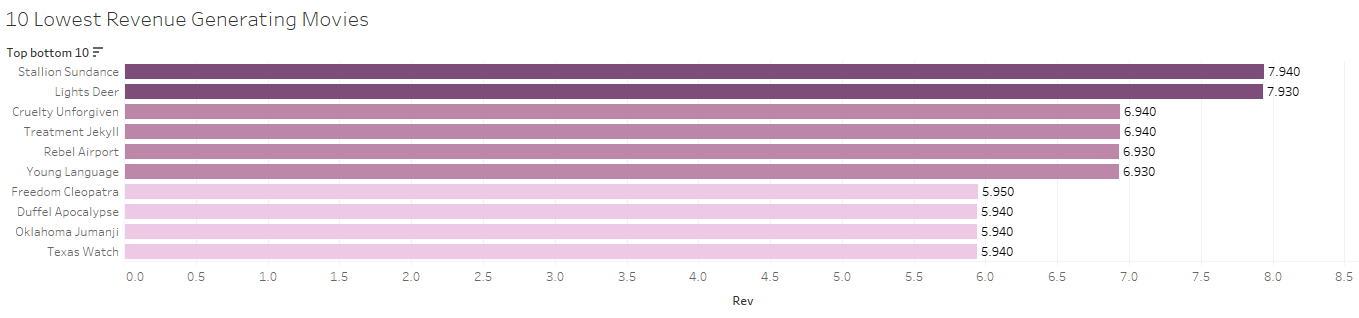 10 Lowest Revenue Generating Movies
Top bottom 10
Stallion Sundance 7.940
Lights Deer 7.930
Cruelty Unforgiven 6.940
Treatment Jekyll 6.940
Rebel Airport 6.930
Young Language 6.930
Freedom Cleopatra 5.950
Duffel Apocalypse 5.940
Oklahoma Jumanji 5.940
Texas Watch 5.940
0.0 0.5 1.0 1.5 2.0 2.5 3.0 3.5 4.0 4.5 5.0 5.5 6.0 6.5 7.0 7.5 8.0 8.5
Rev